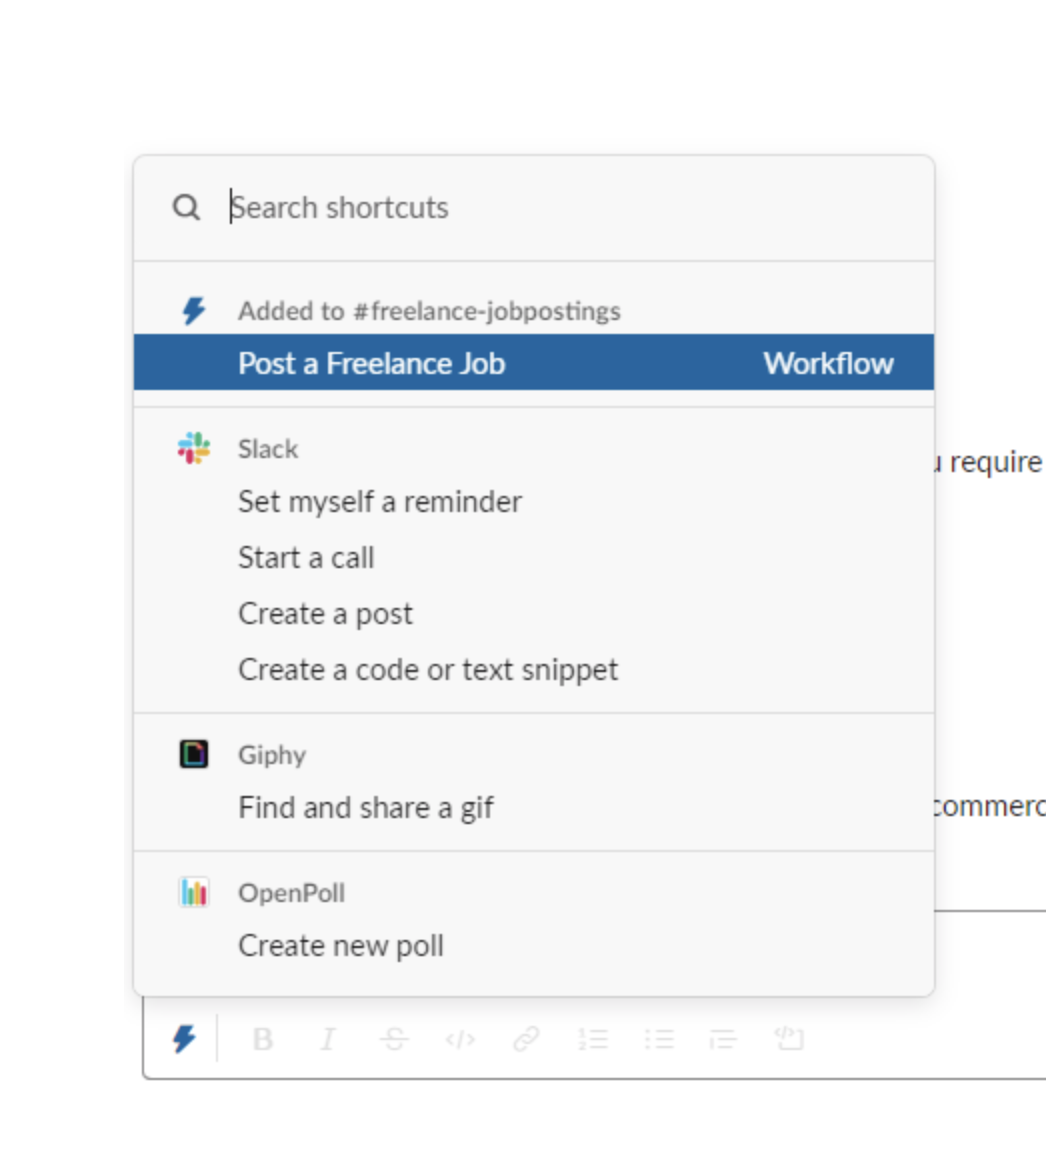 Search shortcuts
Added to #freelance-jobpostings
Post a Freelance Job Workflow
Slack
require
Set myself a reminder
Start a call
Create a post
Create a code or text snippet
Giphy
Find and share a gif
OpenPoll
Create new poll
B I S </>